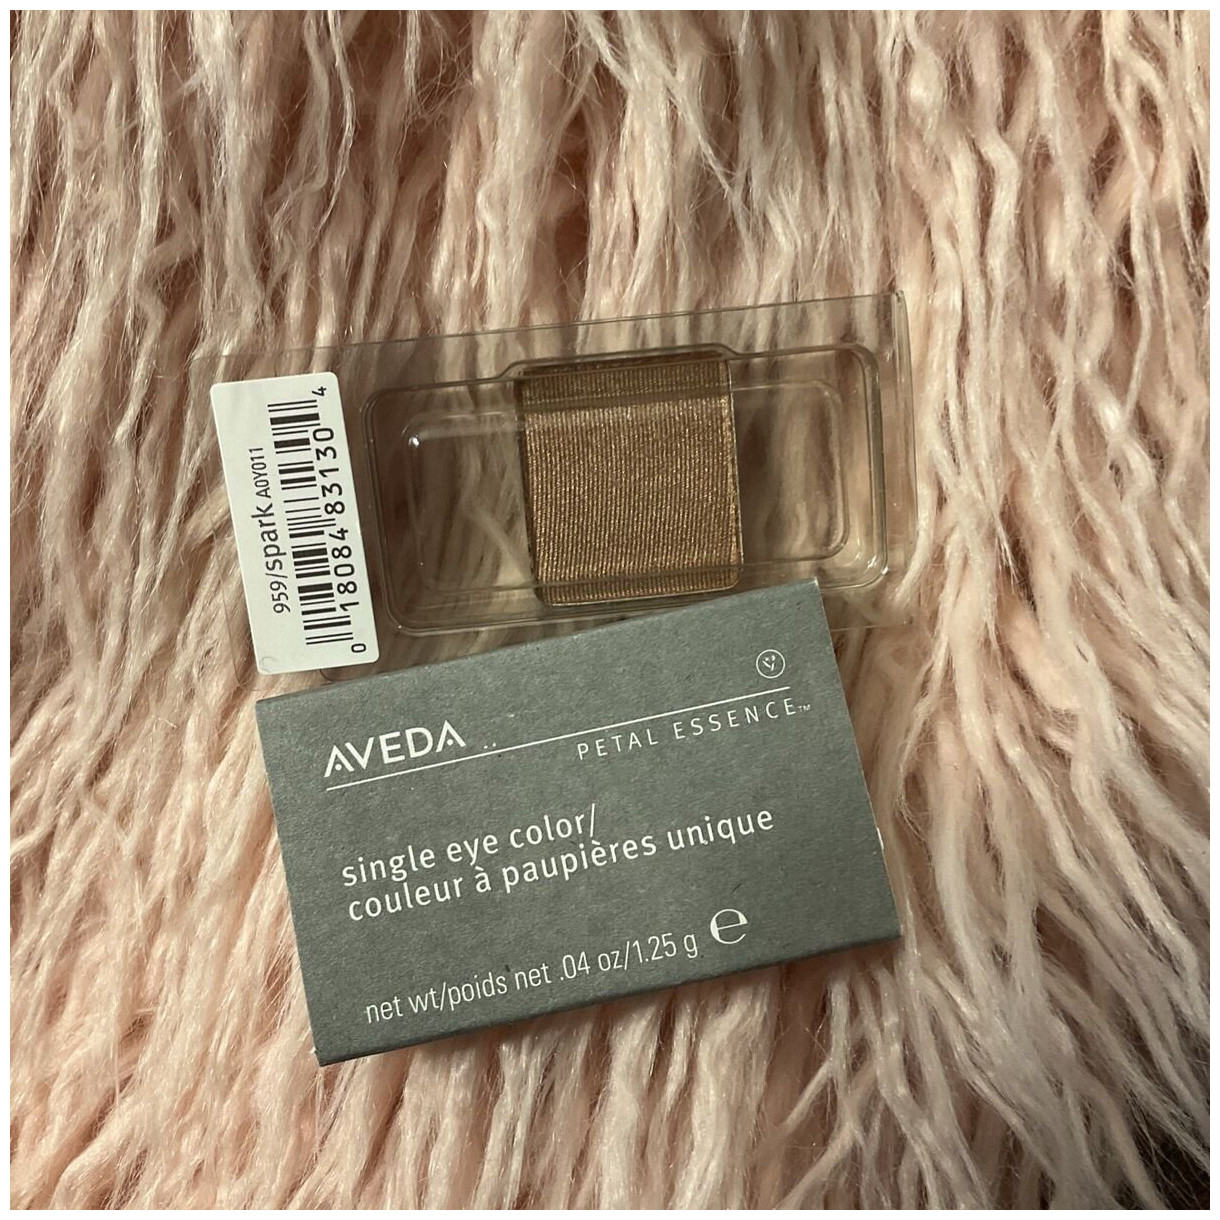 959/spark A0Y011
0 18084 83130 4
AVEDA
PETAL ESSENCE™
single eye color/
couleur à paupières unique
net wt/poids net .04 oz/1.25 g ℮